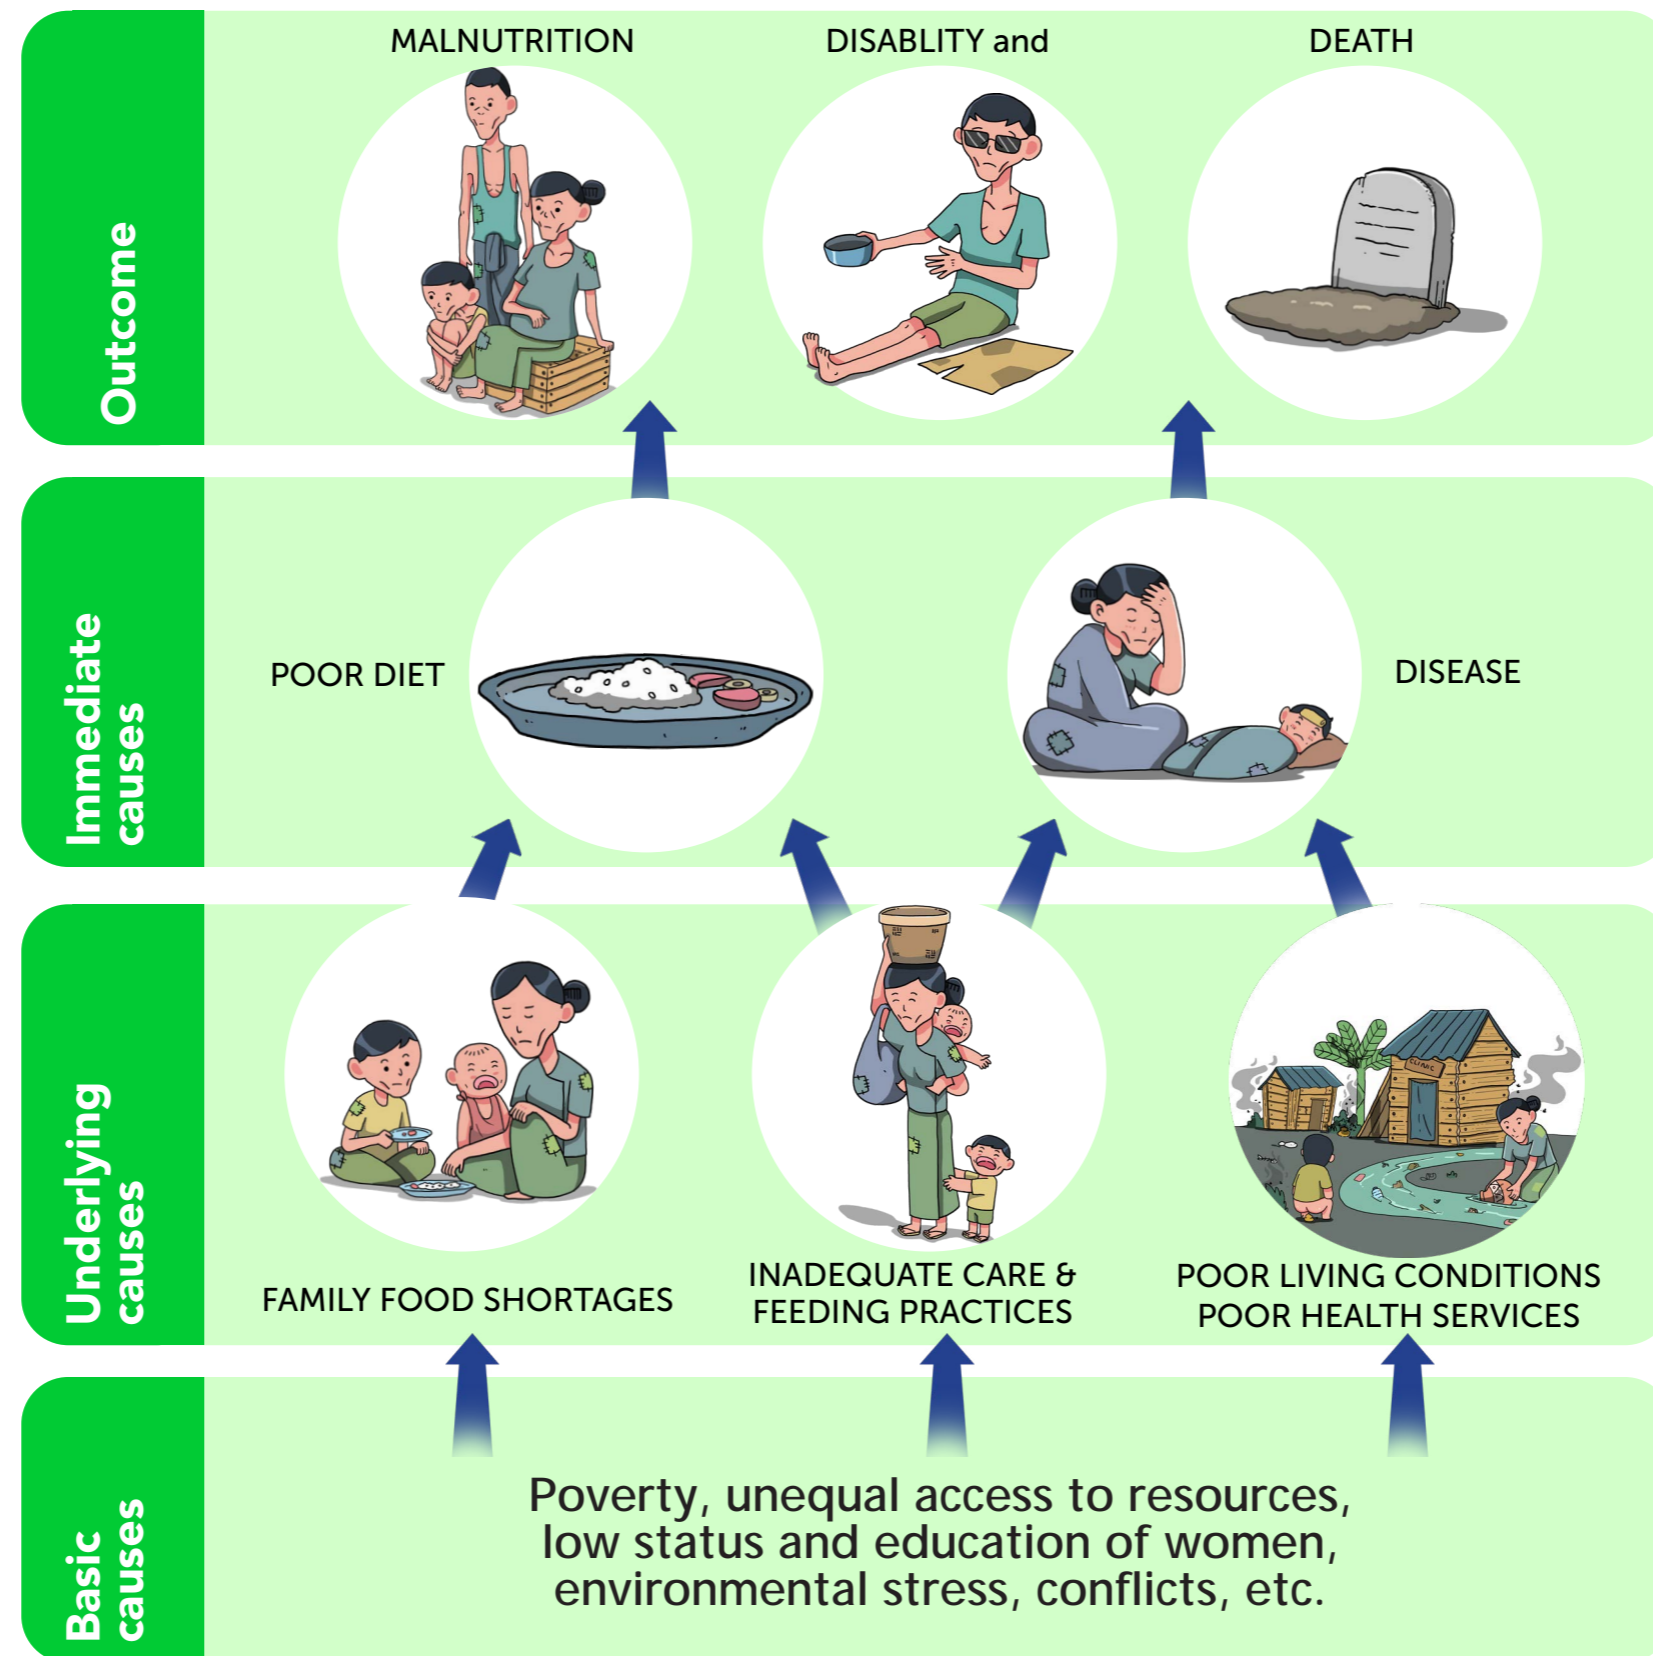 MALNUTRITION
DISABLITY and
DEATH
Outcome
POOR DIET
DISEASE
Immediate
causes
CLINIC
FAMILY FOOD SHORTAGES
INADEQUATE CARE &
FEEDING PRACTICES
POOR LIVING CONDITIONS
POOR HEALTH SERVICES
Underlying
causes
Poverty, unequal access to resources,
low status and education of women,
environmental stress, conflicts, etc.
Basic
causes